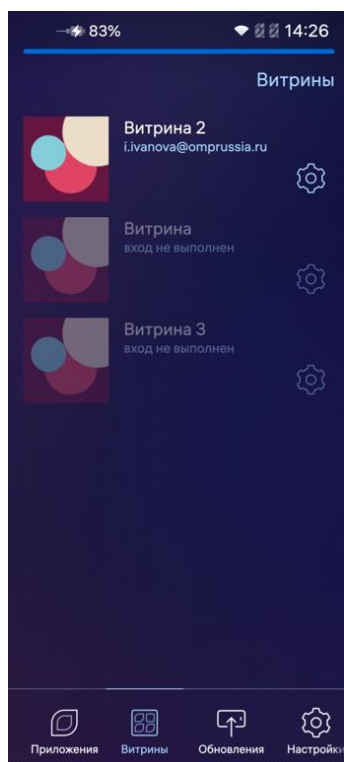 83%
14:26
Витрины
Витрина 2
i.ivanova@omprussia.ru
Витрина
вход не выполнен
Витрина 3
вход не выполнен
Приложения
Витрины
Обновления
Настройки